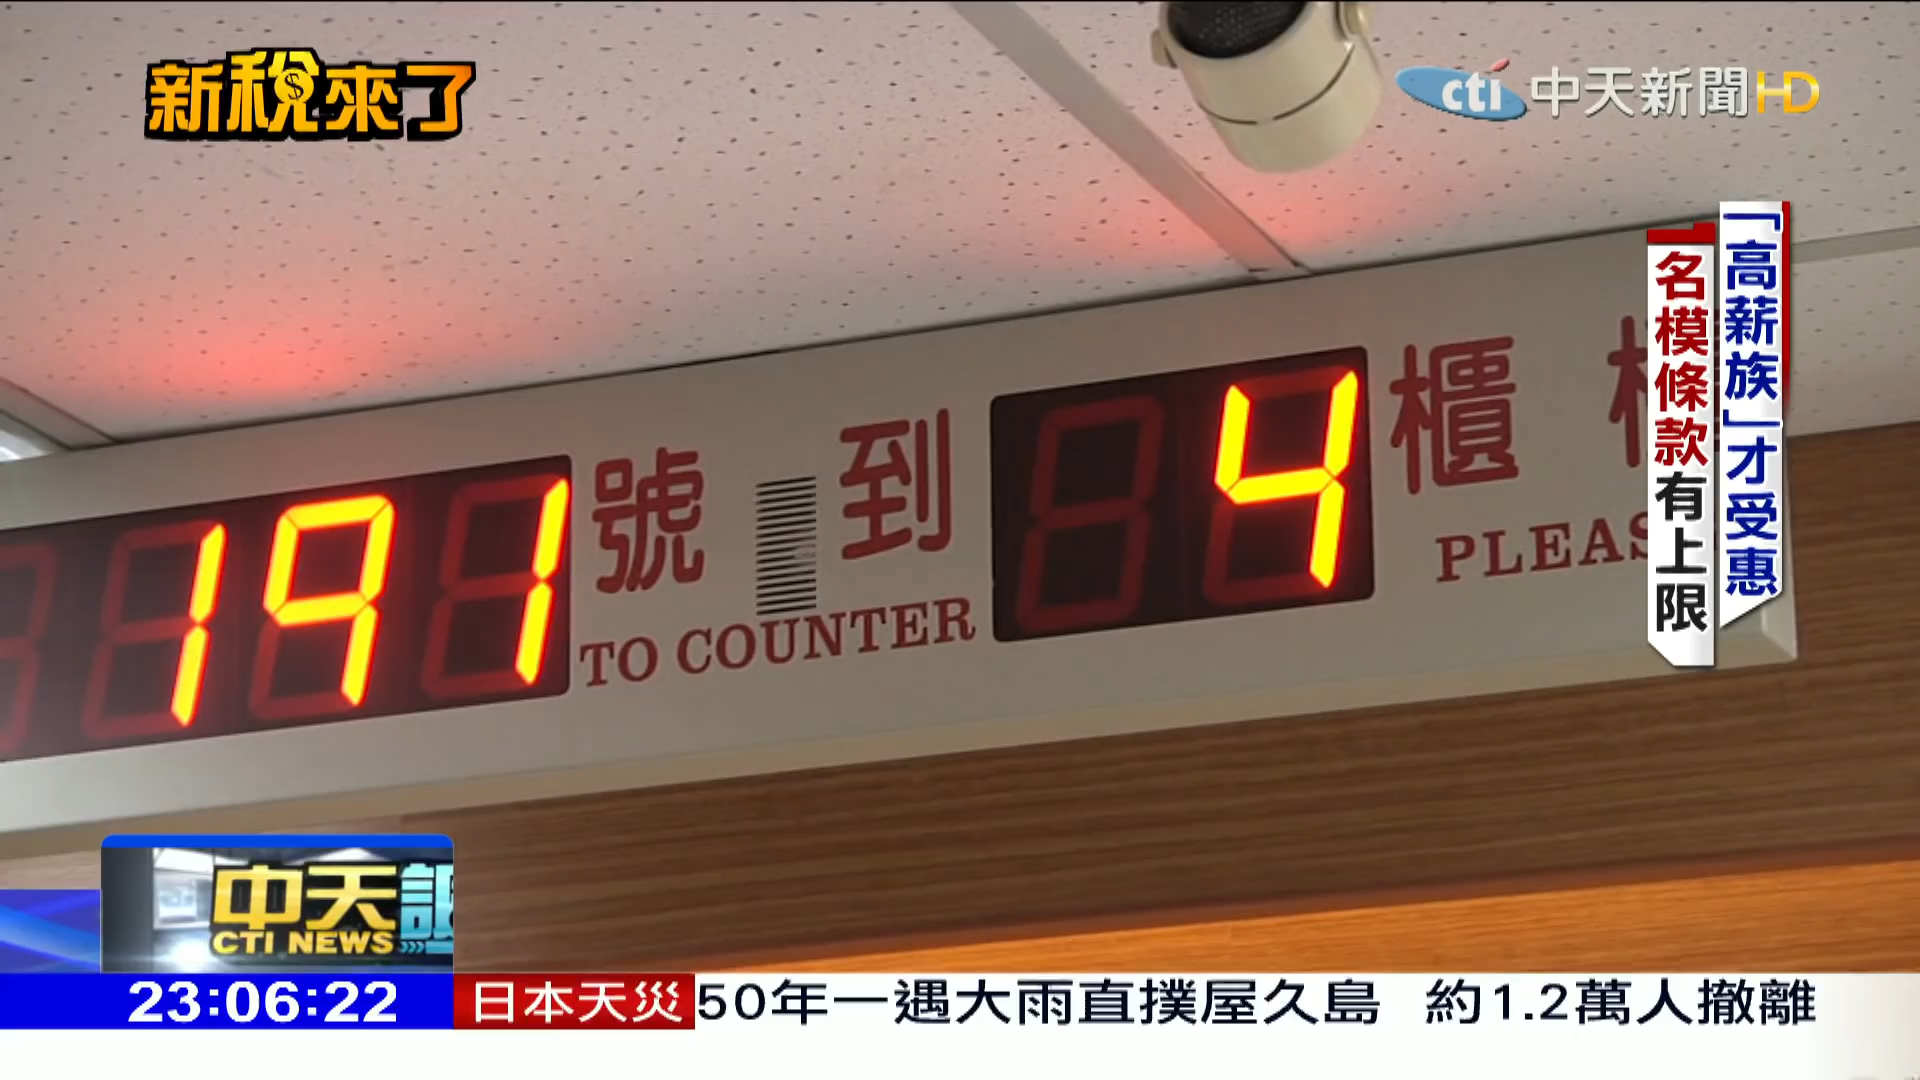 新稅來了
cti 中天新聞HD
「高薪族」才受惠
名模條款有上限
191 號 到 4 櫃
TO COUNTER PLEAS
中天
CTI NEWS
23:06:22 日本天災 50年一遇大雨直撲屋久島 約1.2萬人撤離